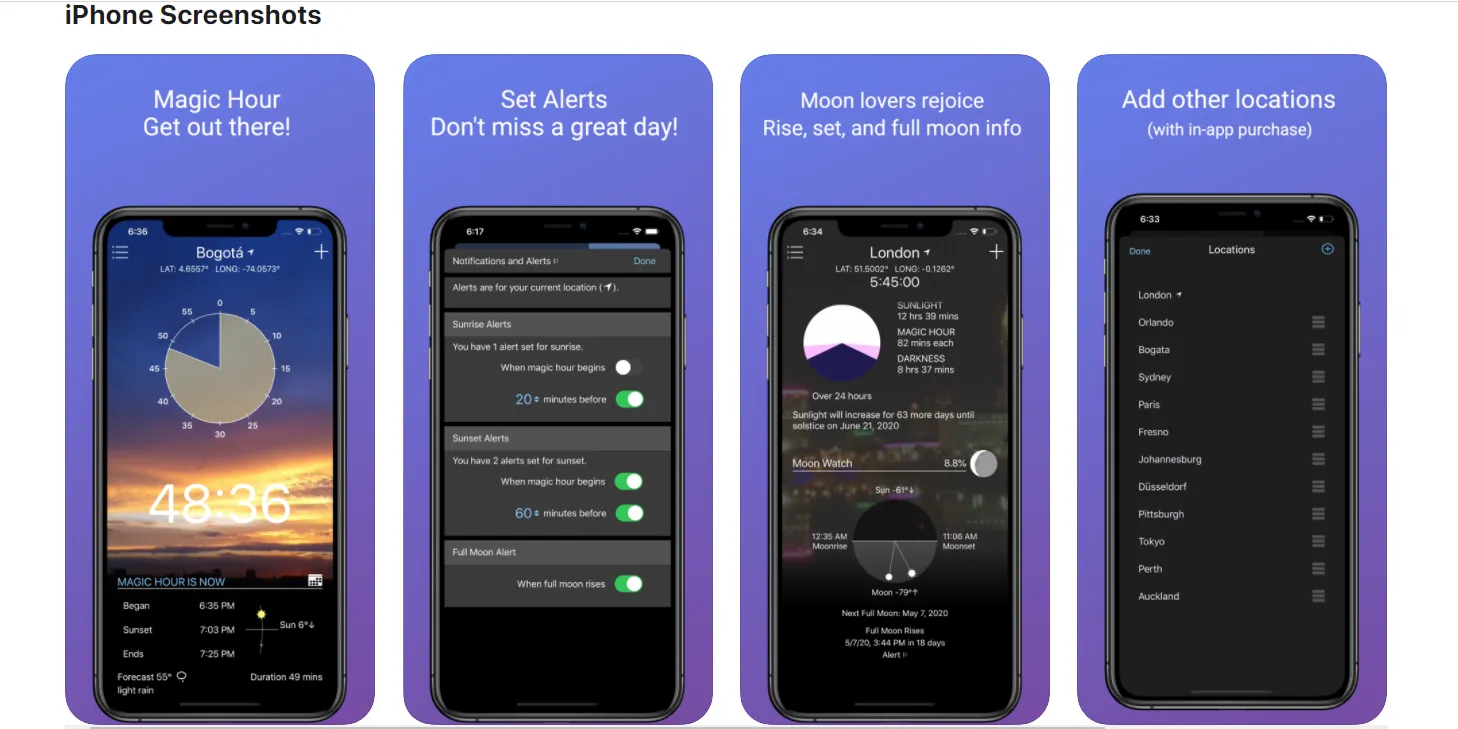 iPhone Screenshots
Magic Hour
Get out there!
6:36
Bogotá
LAT: 4.6557° LONG: -74.0573°
0
5
10
15
20
25
30
35
40
45
50
55
48:36
MAGIC HOUR IS NOW
Began 6:35 PM
Sunset 7:03 PM
Ends 7:25 PM
Sun 6°↓
Forecast 55°
light rain
Duration 49 mins
Set Alerts
Don't miss a great day!
6:17
Notifications and Alerts
Done
Alerts are for your current location ( ).
Sunrise Alerts
You have 1 alert set for sunrise.
When magic hour begins
20 minutes before
Sunset Alerts
You have 2 alerts set for sunset.
When magic hour begins
60 minutes before
Full Moon Alert
When full moon rises
Moon lovers rejoice
Rise, set, and full moon info
6:34
London
LAT: 51.5002° LONG: -0.1262°
5:45:00
SUNLIGHT
12 hrs 39 mins
MAGIC HOUR
82 mins each
DARKNESS
8 hrs 37 mins
Over 24 hours
Sunlight will increase for 63 more days until
solstice on June 21, 2020
Moon Watch 8.8%
Sun -61°↓
12:35 AM
Moonrise
11:06 AM
Moonset
Moon -79°↑
Next Full Moon: May 7, 2020
Full Moon Rises
5/7/20, 3:44 PM in 18 days
Alert
Add other locations
(with in-app purchase)
6:33
Done
Locations
London
Orlando
Bogata
Sydney
Paris
Fresno
Johannesburg
Düsseldorf
Pittsburgh
Tokyo
Perth
Auckland